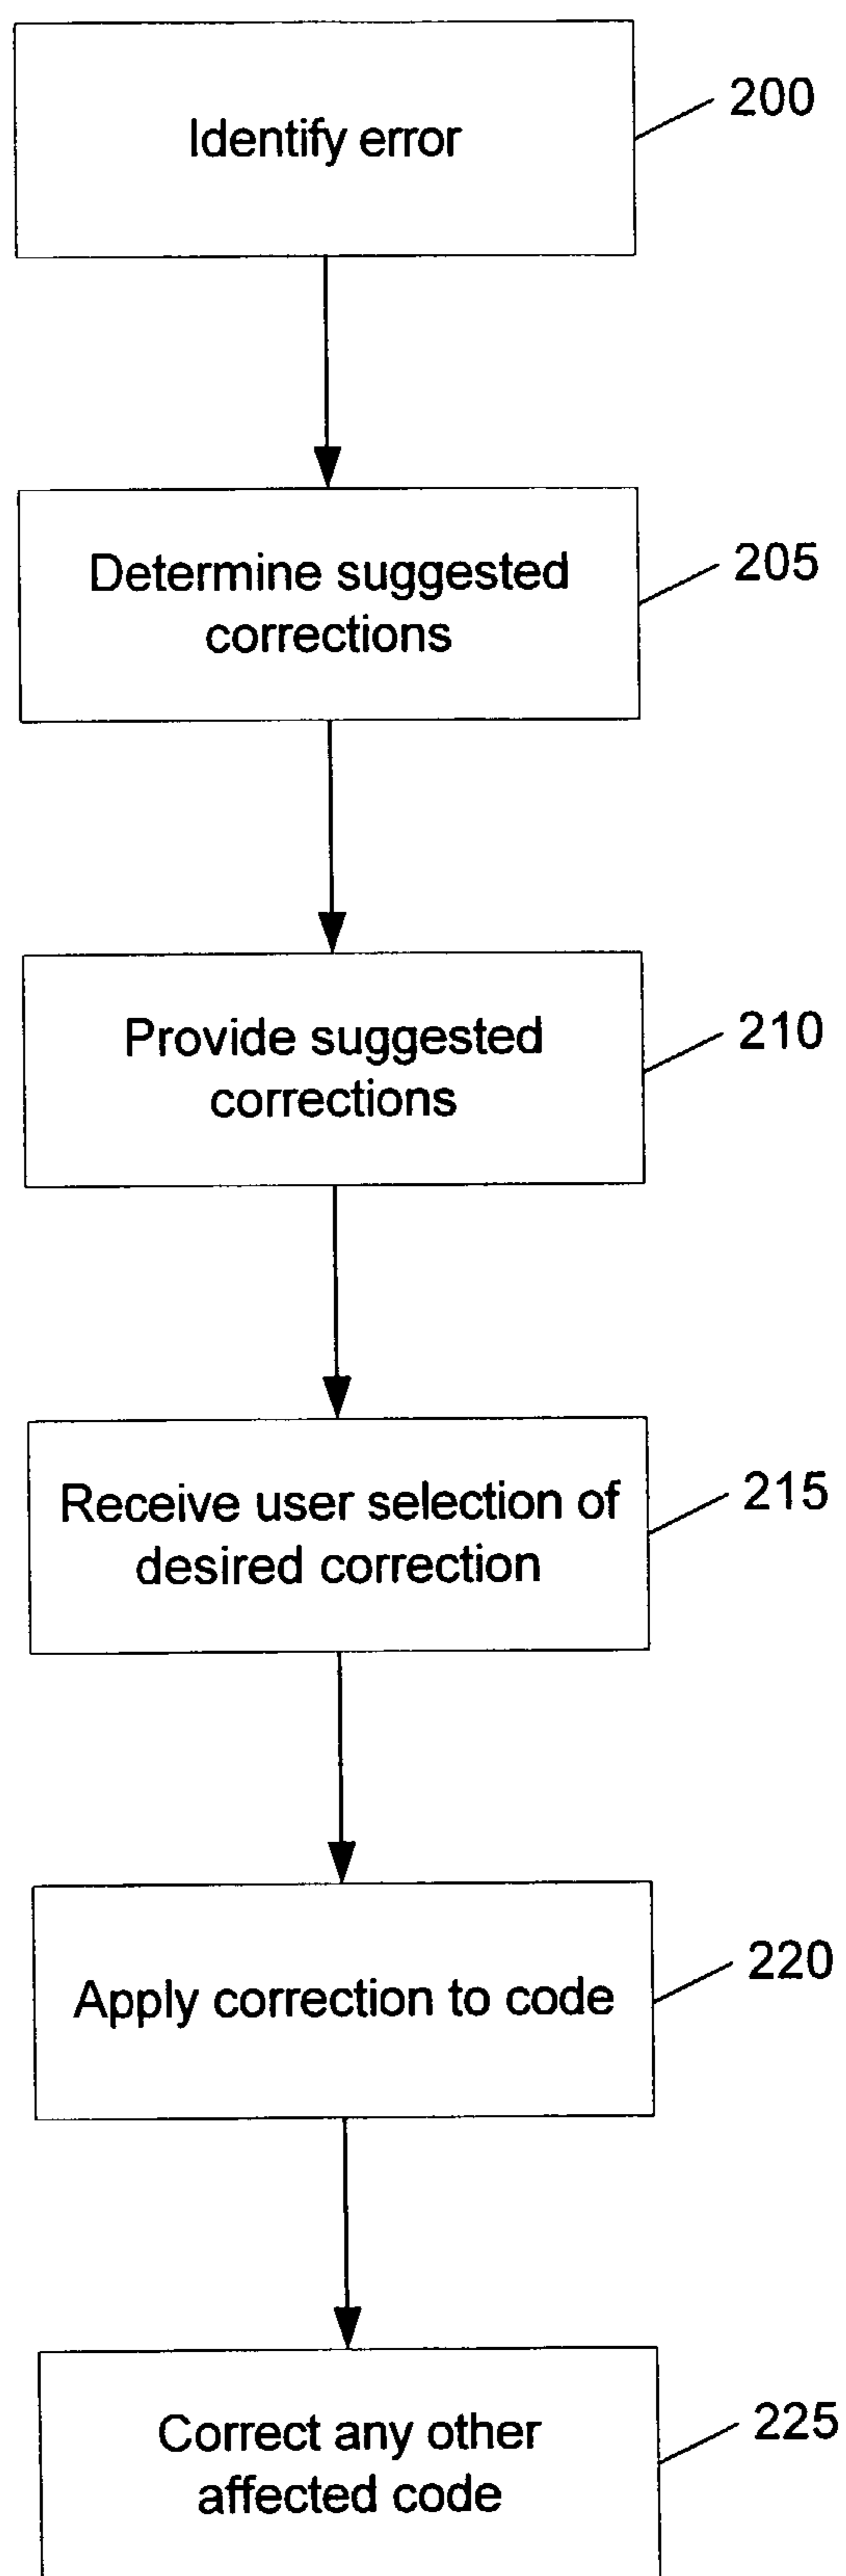 Identify error
200
Determine suggested
corrections
205
Provide suggested
corrections
210
Receive user selection of
desired correction
215
Apply correction to code
220
Correct any other
affected code
225